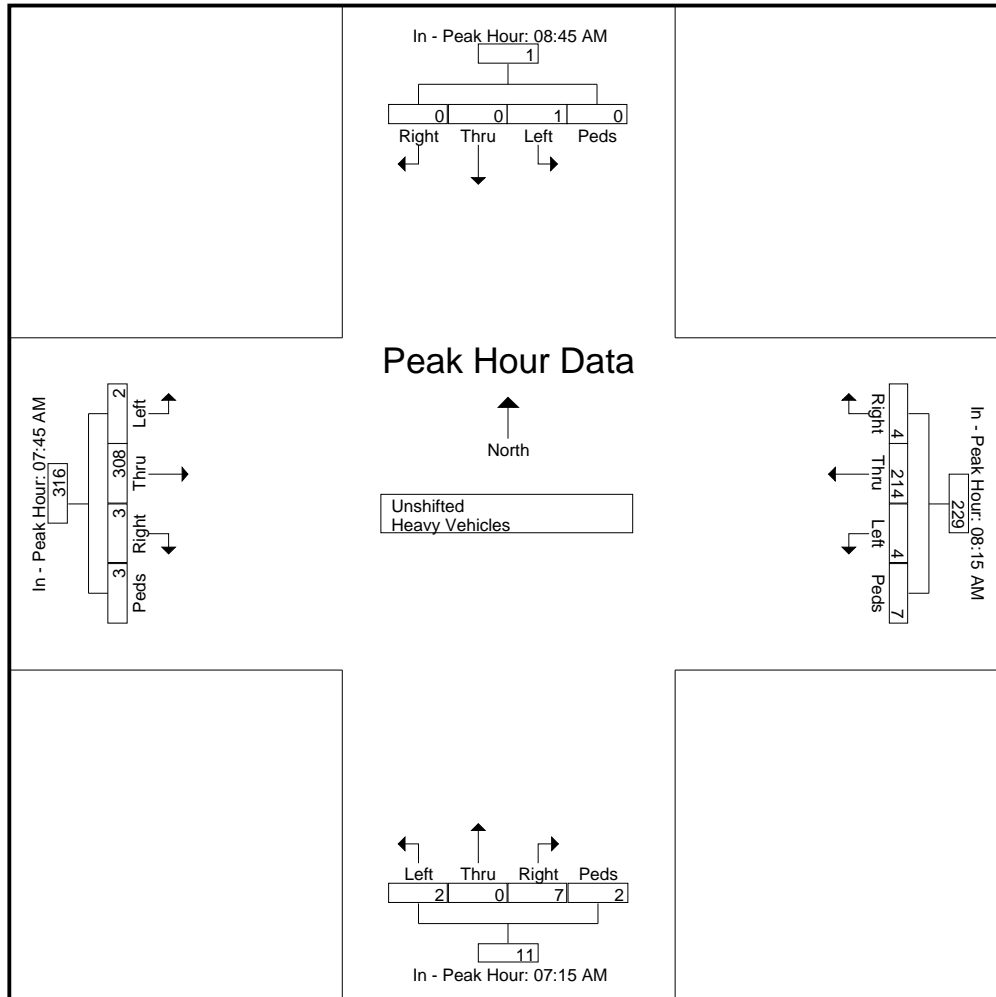 In - Peak Hour: 08:45 AM
1
0 0 1 0
Right Thru Left Peds
Peak Hour Data
North
Unshifted
Heavy Vehicles
In - Peak Hour: 07:45 AM
316
2 308 3 3
Left Thru Right Peds
In - Peak Hour: 08:15 AM
229
4 214 4 7
Right Thru Left Peds
Left Thru Right Peds
2 0 7 2
11
In - Peak Hour: 07:15 AM